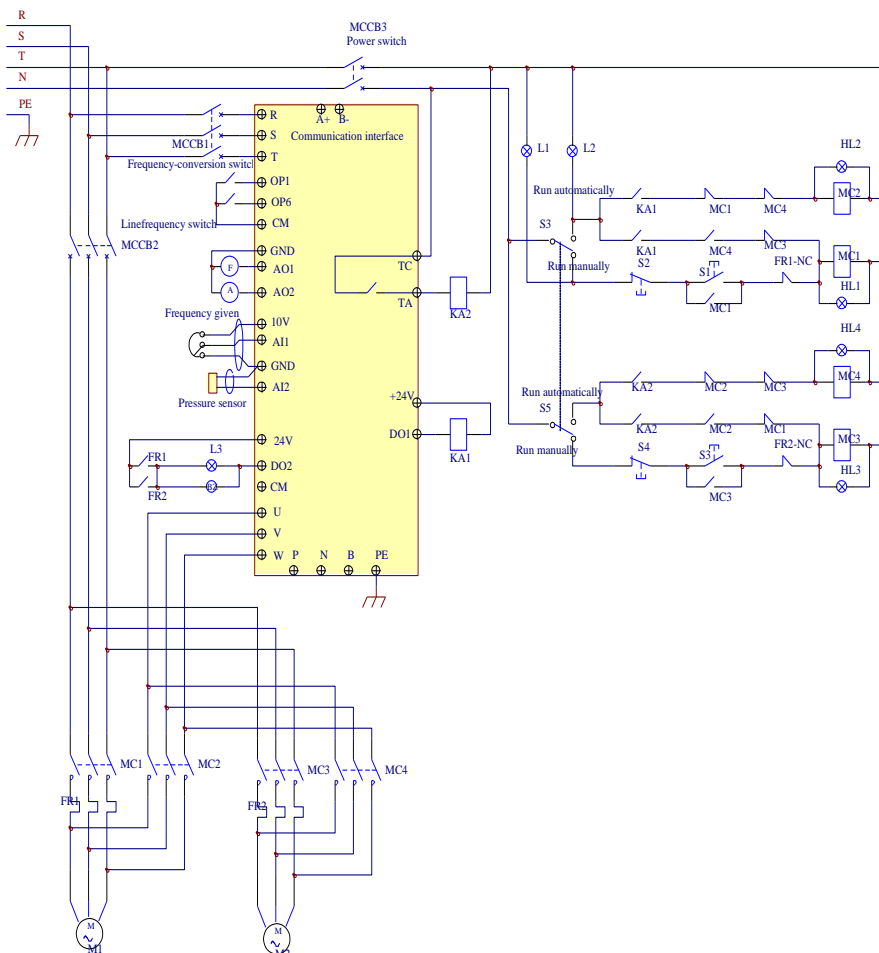 R
S
T
N
PE
MCCB3
Power switch
A+ B-
Communication interface
R
S
T
MCCB1
Frequency-conversion switch
OP1
OP6
CM
Linefrequency switch
MCCB2
GND
AO1
AO2
F
A
Frequency given
10V
AI1
GND
AI2
Pressure sensor
TC
TA
KA2
+24V
DO1
KA1
24V
DO2
CM
FR1
FR2
L3
U
V
W
P N B PE
L1
L2
Run automatically
S3
Run manually
KA1 MC1 MC4
HL2
MC2
KA1 MC4 MC3
S2
S1
FR1-NC
MC1
MC1
HL1
HL4
MC4
Run automatically
S5
Run manually
KA2 MC2 MC3
KA2 MC2 MC1
S4
S3
FR2-NC
MC3
MC3
HL3
MC1
MC2
MC3
MC4
FR1
FR2
M
M1
M